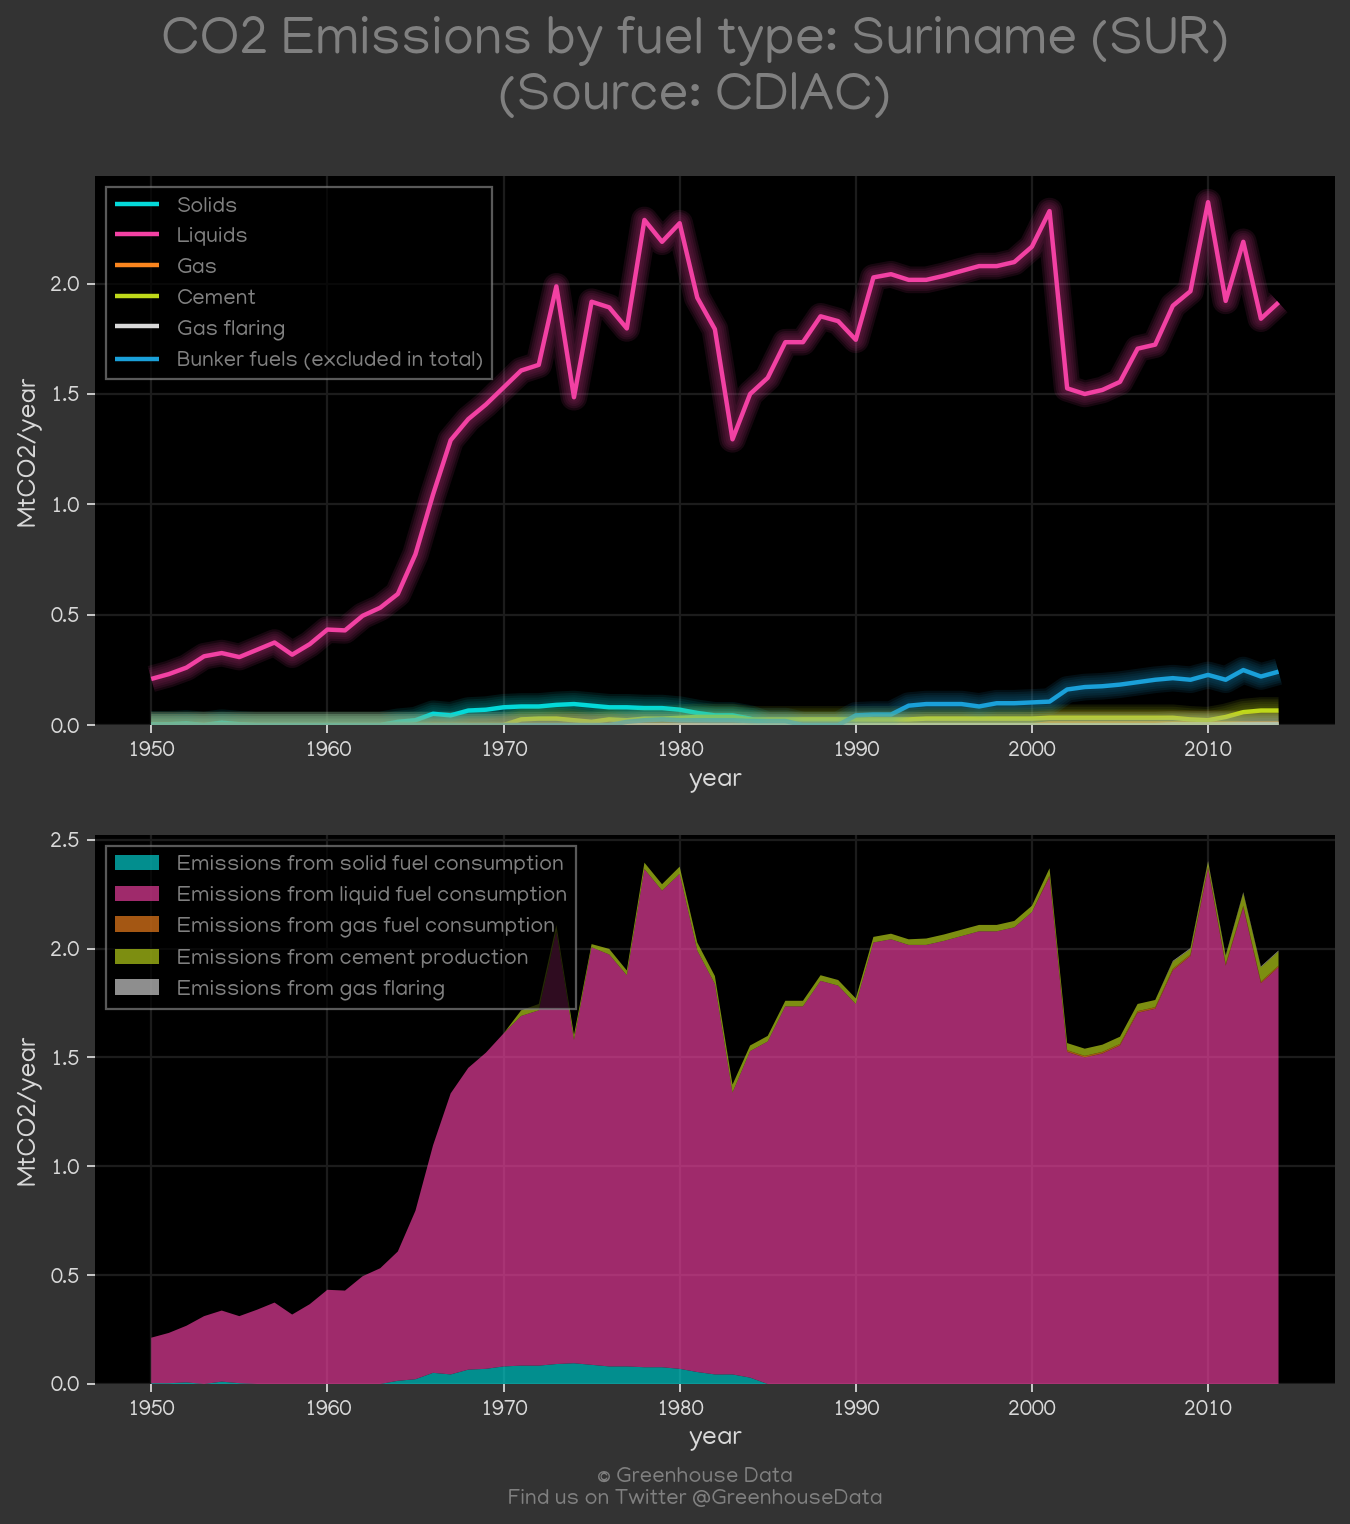 CO2 Emissions by fuel type: Suriname (SUR)
(Source: CDIAC)
Solids
Liquids
Gas
Cement
Gas flaring
Bunker fuels (excluded in total)
MtCO2/year
2.0
1.5
1.0
0.5
0.0
1950 1960 1970 1980 1990 2000 2010
year
Emissions from solid fuel consumption
Emissions from liquid fuel consumption
Emissions from gas fuel consumption
Emissions from cement production
Emissions from gas flaring
MtCO2/year
2.5
2.0
1.5
1.0
0.5
0.0
1950 1960 1970 1980 1990 2000 2010
year
© Greenhouse Data
Find us on Twitter @GreenhouseData